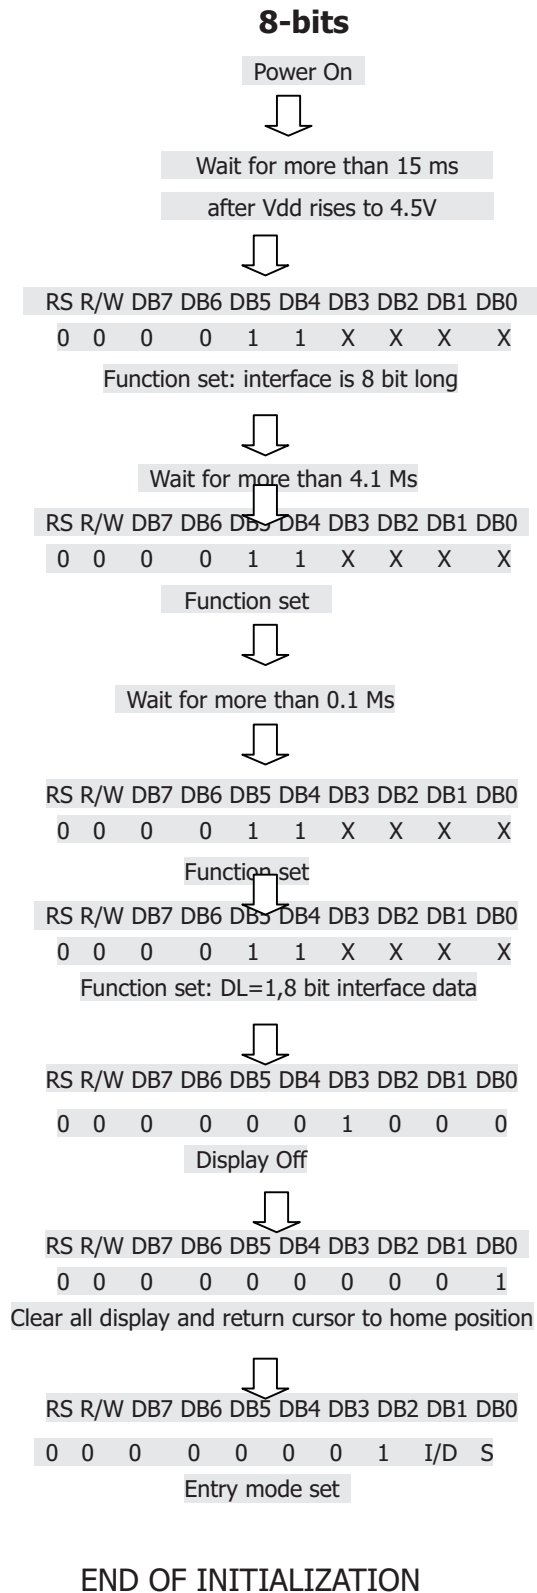 8-bits
Power On
Wait for more than 15 ms
after Vdd rises to 4.5V
RS R/W DB7 DB6 DB5 DB4 DB3 DB2 DB1 DB0
0 0 0 0 1 1 X X X X
Function set: interface is 8 bit long
Wait for more than 4.1 Ms
RS R/W DB7 DB6 DB5 DB4 DB3 DB2 DB1 DB0
0 0 0 0 1 1 X X X X
Function set
Wait for more than 0.1 Ms
RS R/W DB7 DB6 DB5 DB4 DB3 DB2 DB1 DB0
0 0 0 0 1 1 X X X X
Function set
RS R/W DB7 DB6 DB5 DB4 DB3 DB2 DB1 DB0
0 0 0 0 1 1 X X X X
Function set: DL=1,8 bit interface data
RS R/W DB7 DB6 DB5 DB4 DB3 DB2 DB1 DB0
0 0 0 0 0 0 1 0 0 0
Display Off
RS R/W DB7 DB6 DB5 DB4 DB3 DB2 DB1 DB0
0 0 0 0 0 0 0 0 0 1
Clear all display and return cursor to home position
RS R/W DB7 DB6 DB5 DB4 DB3 DB2 DB1 DB0
0 0 0 0 0 0 0 1 I/D S
Entry mode set
END OF INITIALIZATION